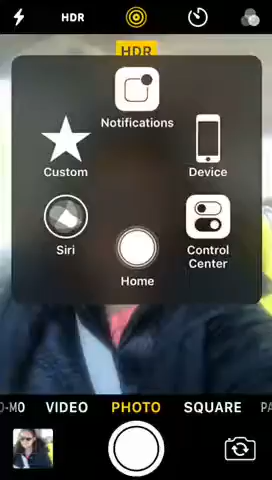 HDR
HDR
Notifications
Custom
Device
Siri
Control
Center
Home
O-MO
VIDEO
PHOTO
SQUARE
PA